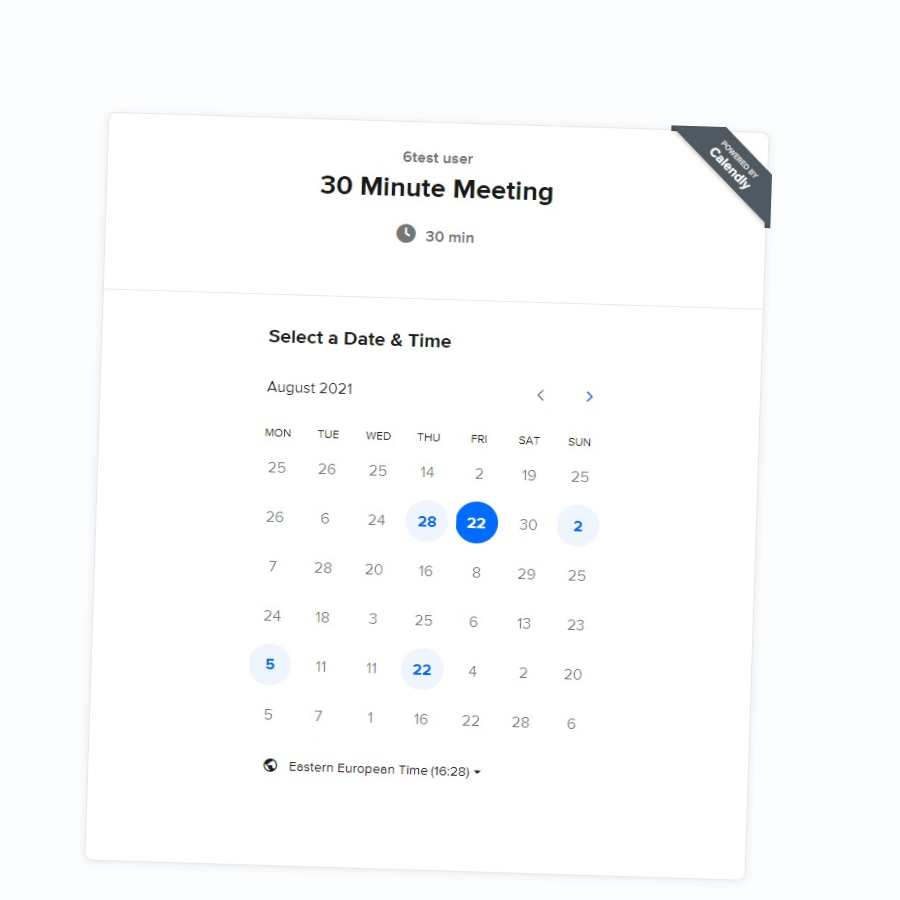 6test user
POWERED BY
Calendly
30 Minute Meeting
30 min
Select a Date & Time
August 2021
MON TUE WED THU FRI SAT SUN
25 26 25 14 2 19 25
26 6 24 28 22 30 2
7 28 20 16 8 29 25
24 18 3 25 6 13 23
5 11 11 22 4 2 20
5 7 1 16 22 28 6
Eastern European Time (16:28)